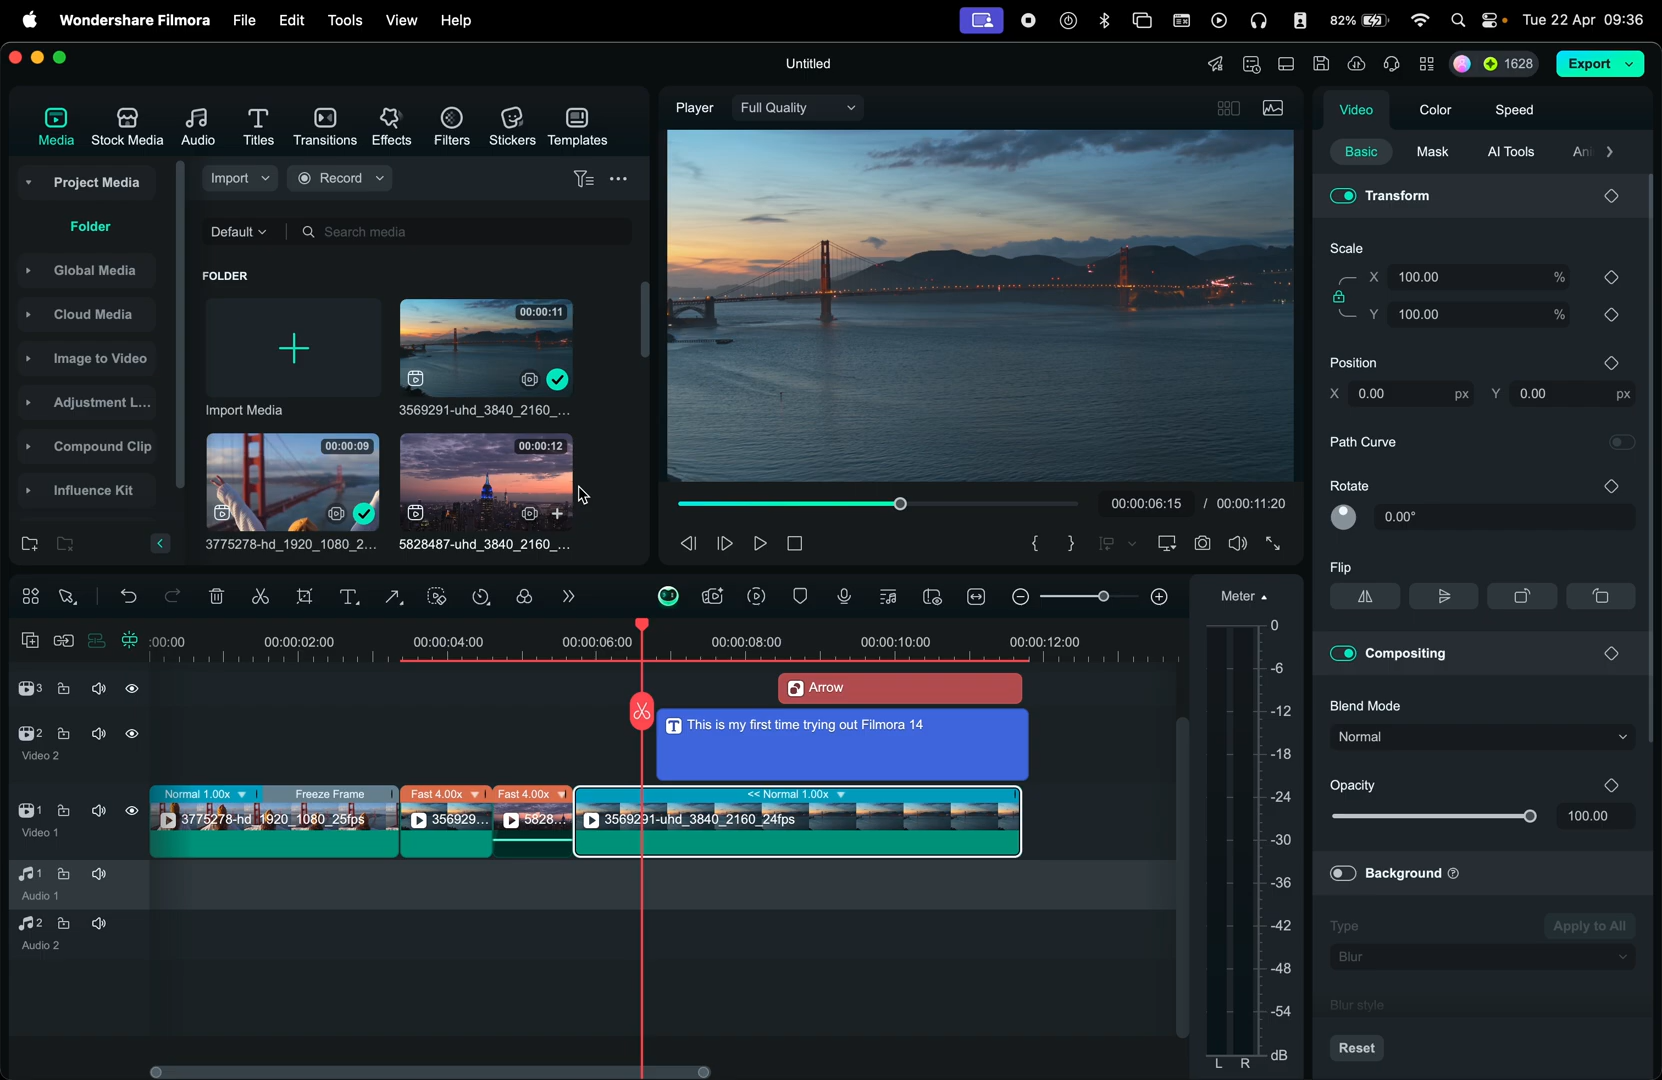 Wondershare Filmora File Edit Tools View Help 82% Tue 22 Apr 09:36
Untitled 1628 Export
Media Stock Media Audio Titles Transitions Effects Filters Stickers Templates
Project Media
Folder
Global Media
Cloud Media
Image to Video
Adjustment L...
Compound Clip
Influence Kit
Import Record
Default Search media
FOLDER
00:00:11
Import Media 3569291-uhd_3840_2160_...
00:00:09 00:00:12
3775278-hd_1920_1080_2... 5828487-uhd_3840_2160_...
Player Full Quality
00:00:06:15 / 00:00:11:20
Video Color Speed
Basic Mask AI Tools
Transform
Scale
X 100.00 %
Y 100.00 %
Position
X 0.00 px Y 0.00 px
Path Curve
Rotate
0.00°
Flip
Compositing
Blend Mode
Normal
Opacity
100.00
Background
Type Apply to All
Blur
Blur style
Reset
:00:00 00:00:02:00 00:00:04:00 00:00:06:00 00:00:08:00 00:00:10:00 00:00:12:00
3 Arrow
2 This is my first time trying out Filmora 14
Video 2
Normal 1.00x Freeze Frame Fast 4.00x Fast 4.00x << Normal 1.00x
1 3775278-hd_1920_1080_25fps 356929... 5828... 3569291-uhd_3840_2160_24fps
Video 1
1
Audio 1
2
Audio 2
Meter
0
-6
-12
-18
-24
-30
-36
-42
-48
-54
dB
L R